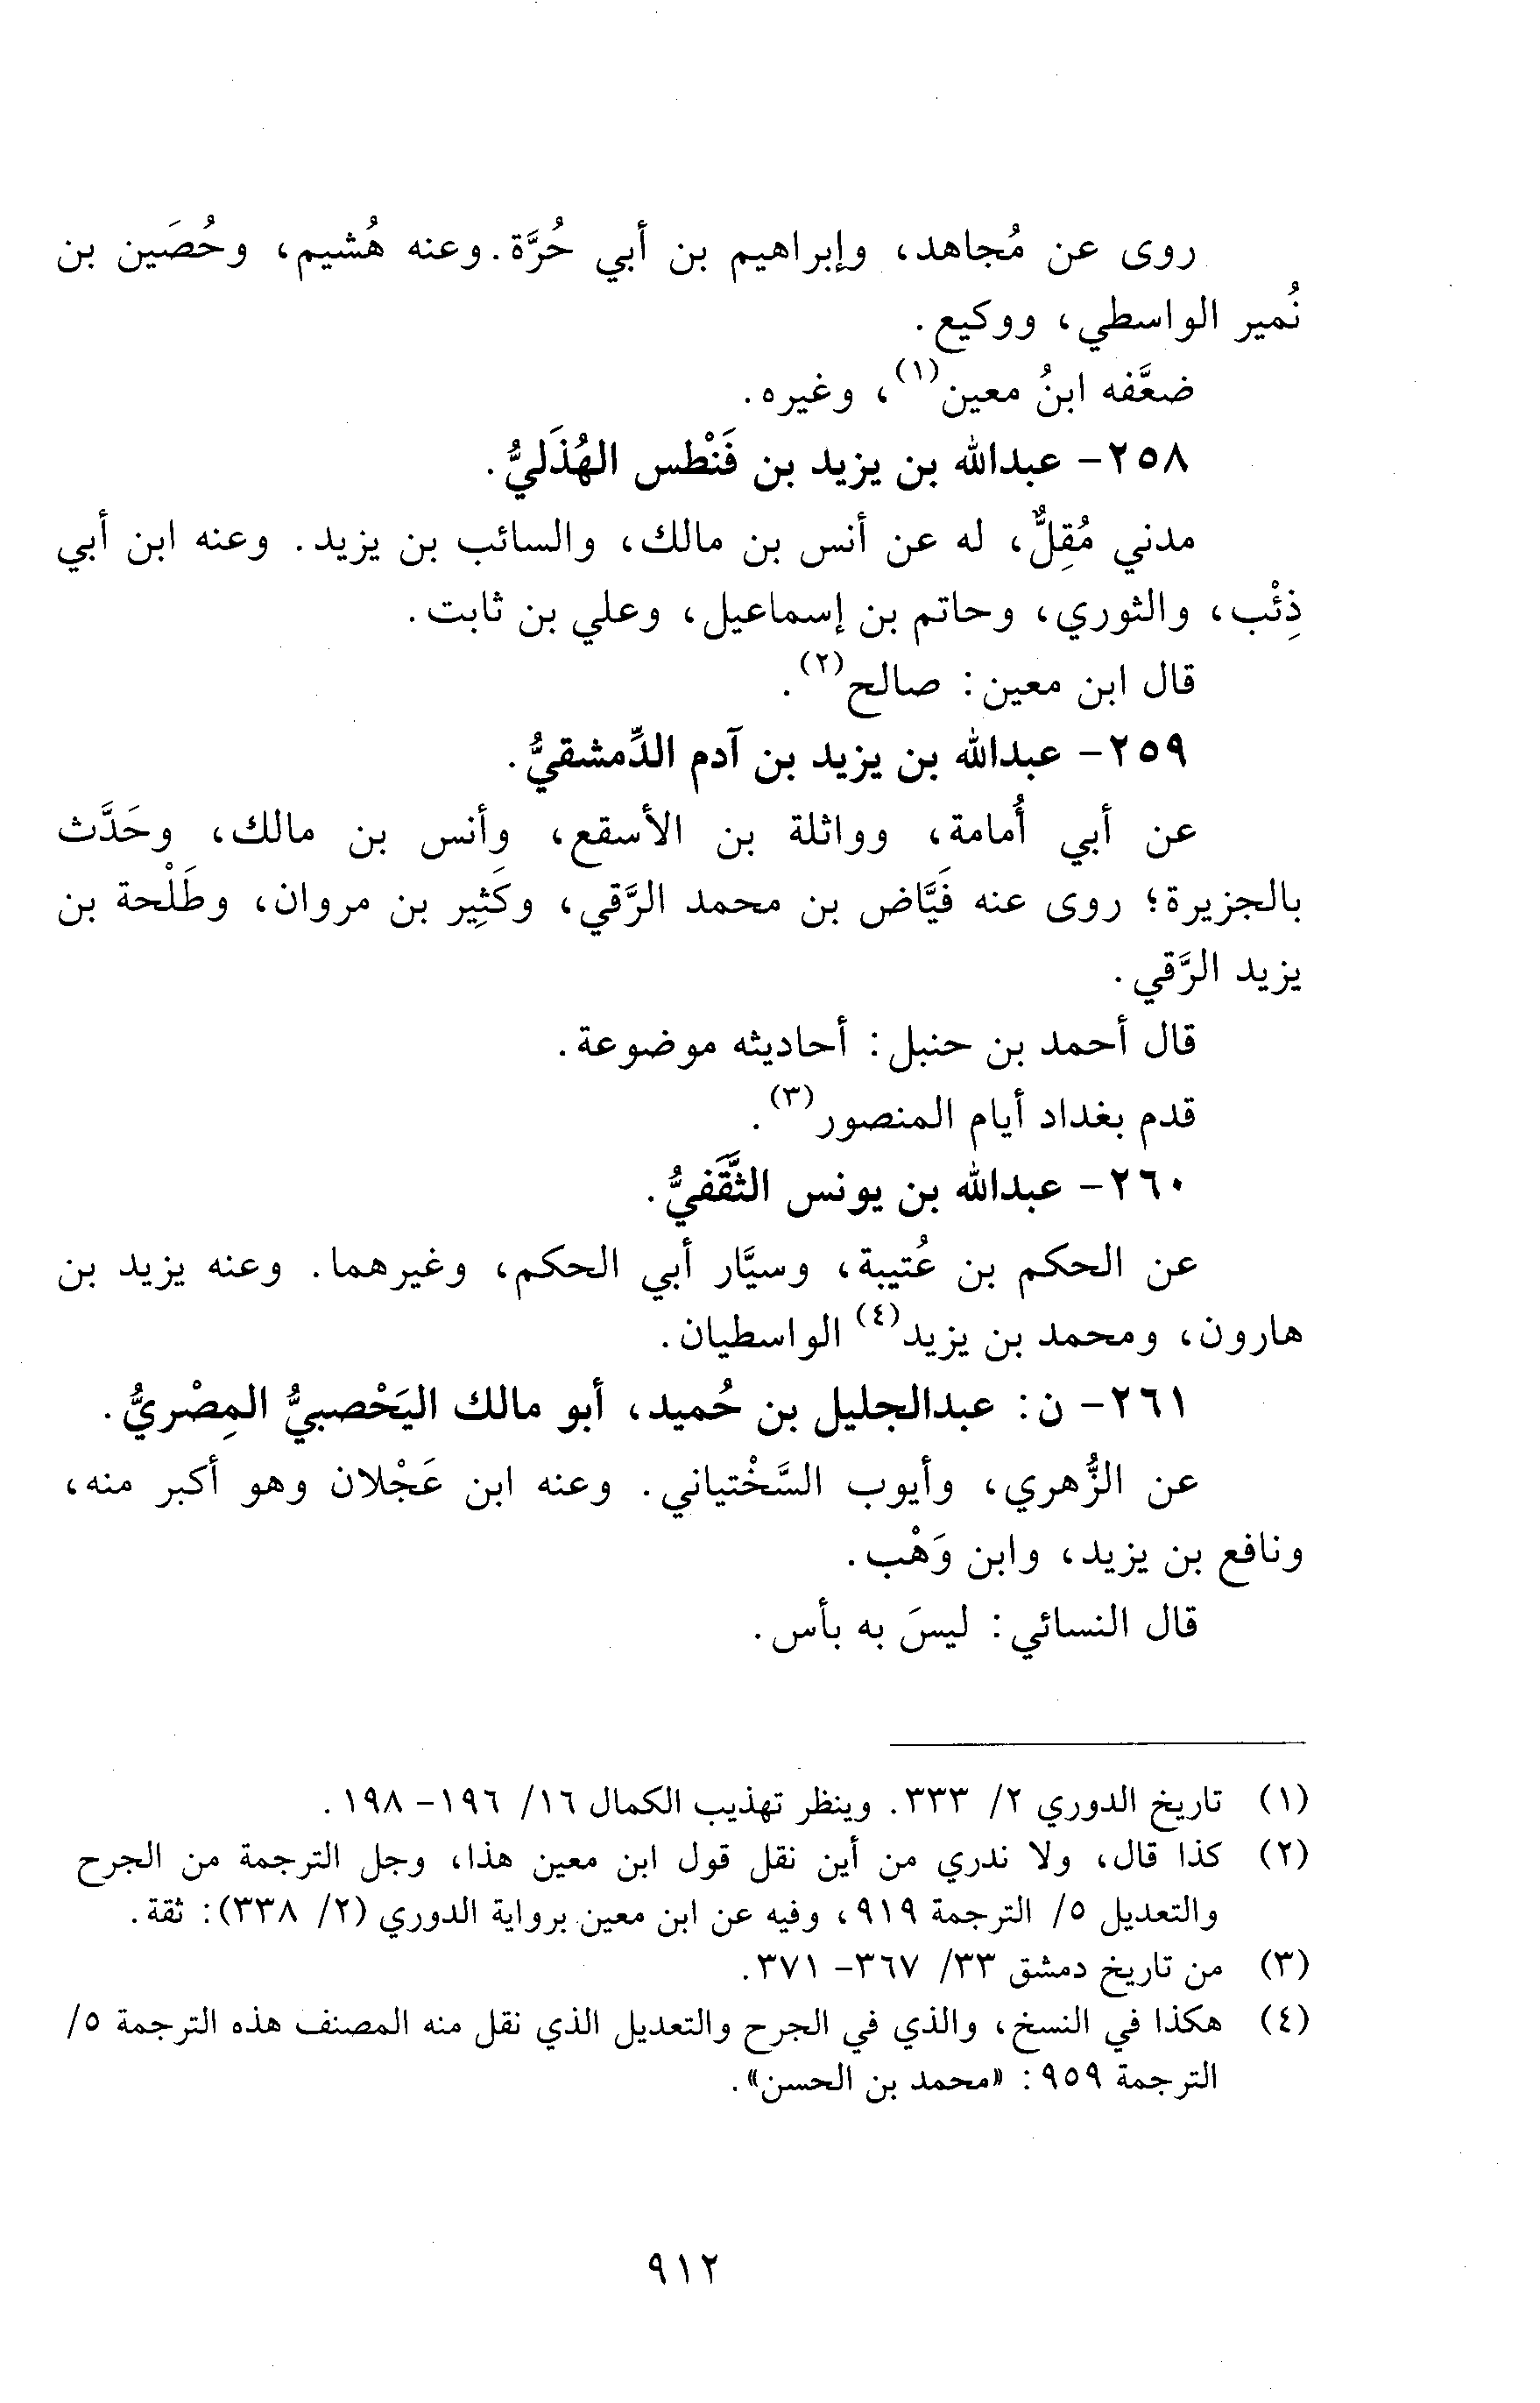 روى عن مُجاهد، وإبراهيم بن أبي حُرَّة. وعنه هُشيم، وحُصَين بن
نُمير الواسطي، ووكيع.
ضعَّفه ابنُ معين(١)، وغيره.
٢٥٨- عبدالله بن يزيد بن فَنْطس الهُذَليُّ.
مدني مُقِلٌّ، له عن أنس بن مالك، والسائب بن يزيد. وعنه ابن أبي
ذِئْب، والثوري، وحاتم بن إسماعيل، وعلي بن ثابت.
قال ابن معين: صالح(٢).
٢٥٩- عبدالله بن يزيد بن آدم الدِّمشقيُّ.
عن أبي أُمامة، وواثلة بن الأسقع، وأنس بن مالك، وحَدَّث
بالجزيرة؛ روى عنه فَيَّاض بن محمد الرَّقي، وكَثِير بن مروان، وطَلْحة بن
يزيد الرَّقي.
قال أحمد بن حنبل: أحاديثه موضوعة.
قدم بغداد أيام المنصور(٣).
٢٦٠- عبدالله بن يونس الثَّقَفيُّ.
عن الحكم بن عُتيبة، وسيَّار أبي الحكم، وغيرهما. وعنه يزيد بن
هارون، ومحمد بن يزيد(٤) الواسطيان.
٢٦١- ن: عبدالجليل بن حُميد، أبو مالك اليَحْصبيُّ المِصْريُّ.
عن الزُّهري، وأيوب السَّخْتياني. وعنه ابن عَجْلان وهو أكبر منه،
ونافع بن يزيد، وابن وَهْب.
قال النسائي: ليسَ به بأس.
(١) تاريخ الدوري ٢/ ٣٣٣. وينظر تهذيب الكمال ١٦/ ١٩٦- ١٩٨.
(٢) كذا قال، ولا ندري من أين نقل قول ابن معين هذا، وجل الترجمة من الجرح
والتعديل ٥/ الترجمة ٩١٩، وفيه عن ابن معين برواية الدوري (٢/ ٣٣٨): ثقة.
(٣) من تاريخ دمشق ٣٣/ ٣٦٧- ٣٧١.
(٤) هكذا في النسخ، والذي في الجرح والتعديل الذي نقل منه المصنف هذه الترجمة ٥/
الترجمة ٩٥٩: «محمد بن الحسن».
٩١٢